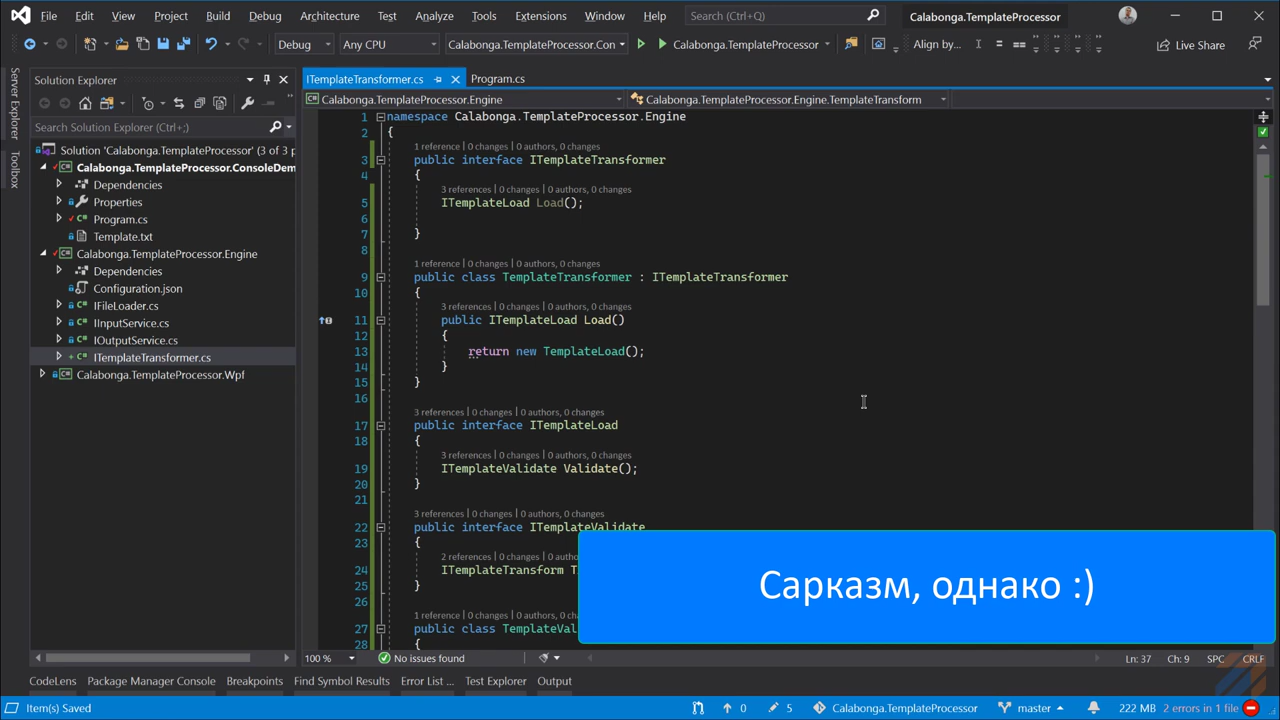 File Edit View Project Build Debug Architecture Test Analyze Tools Extensions Window Help Search (Ctrl+Q) Calabonga.TemplateProcessor
Debug Any CPU Calabonga.TemplateProcessor.Con Calabonga.TemplateProcessor Align by... Live Share
Server Explorer
Toolbox
Solution Explorer
Search Solution Explorer (Ctrl+;)
Solution 'Calabonga.TemplateProcessor' (3 of 3 p
Calabonga.TemplateProcessor.ConsoleDem
Dependencies
Properties
Program.cs
Template.txt
Calabonga.TemplateProcessor.Engine
Dependencies
Configuration.json
IFileLoader.cs
IInputService.cs
IOutputService.cs
ITemplateTransformer.cs
Calabonga.TemplateProcessor.Wpf
ITemplateTransformer.cs Program.cs
Calabonga.TemplateProcessor.Engine Calabonga.TemplateProcessor.Engine.TemplateTransform
1 namespace Calabonga.TemplateProcessor.Engine
2 {
1 reference | 0 changes | 0 authors, 0 changes
3 public interface ITemplateTransformer
4 {
3 references | 0 changes | 0 authors, 0 changes
5 ITemplateLoad Load();
6
7 }
8
1 reference | 0 changes | 0 authors, 0 changes
9 public class TemplateTransformer : ITemplateTransformer
10 {
3 references | 0 changes | 0 authors, 0 changes
11 public ITemplateLoad Load()
12 {
13 return new TemplateLoad();
14 }
15 }
16
3 references | 0 changes | 0 authors, 0 changes
17 public interface ITemplateLoad
18 {
3 references | 0 changes | 0 authors, 0 changes
19 ITemplateValidate Validate();
20 }
21
3 references | 0 changes | 0 authors, 0 changes
22 public interface ITemplateValidate
23 {
2 references | 0 changes | 0 authors, 0 changes
24 ITemplateTransform T
25 }
26
1 reference | 0 changes | 0 authors, 0 changes
27 public class TemplateVal
28 {
Сарказм, однако :)
100 % No issues found Ln: 37 Ch: 9 SPC CRLF
CodeLens Package Manager Console Breakpoints Find Symbol Results Error List ... Test Explorer Output
Item(s) Saved 0 5 Calabonga.TemplateProcessor master 222 MB 2 errors in 1 file